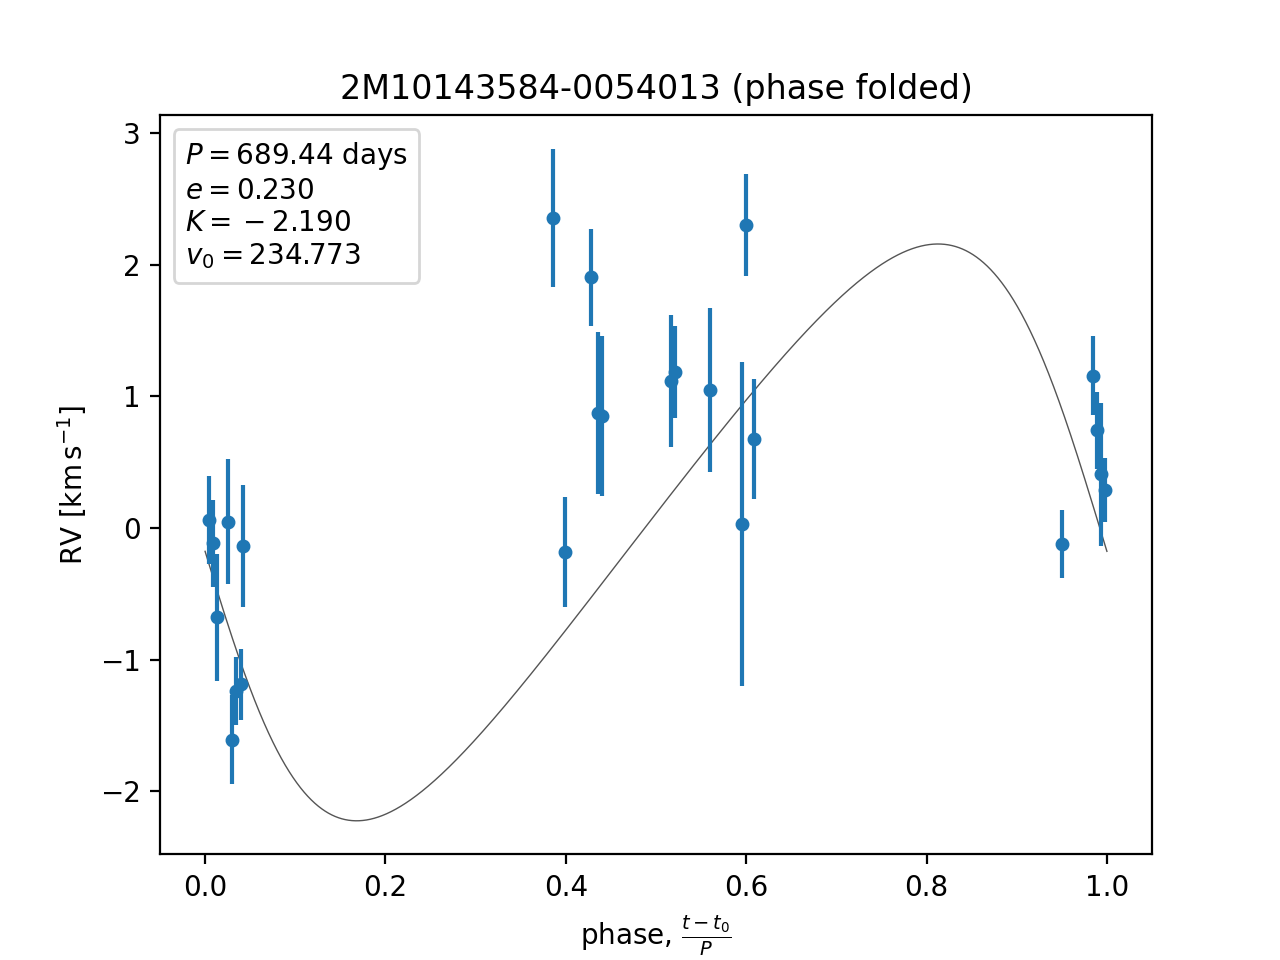 2M10143584-0054013 (phase folded)
P = 689.44 days
e = 0.230
K = −2.190
v₀ = 234.773
RV [km s⁻¹]
3
2
1
0
−1
−2
0.0 0.2 0.4 0.6 0.8 1.0
phase, (t − t₀)/P